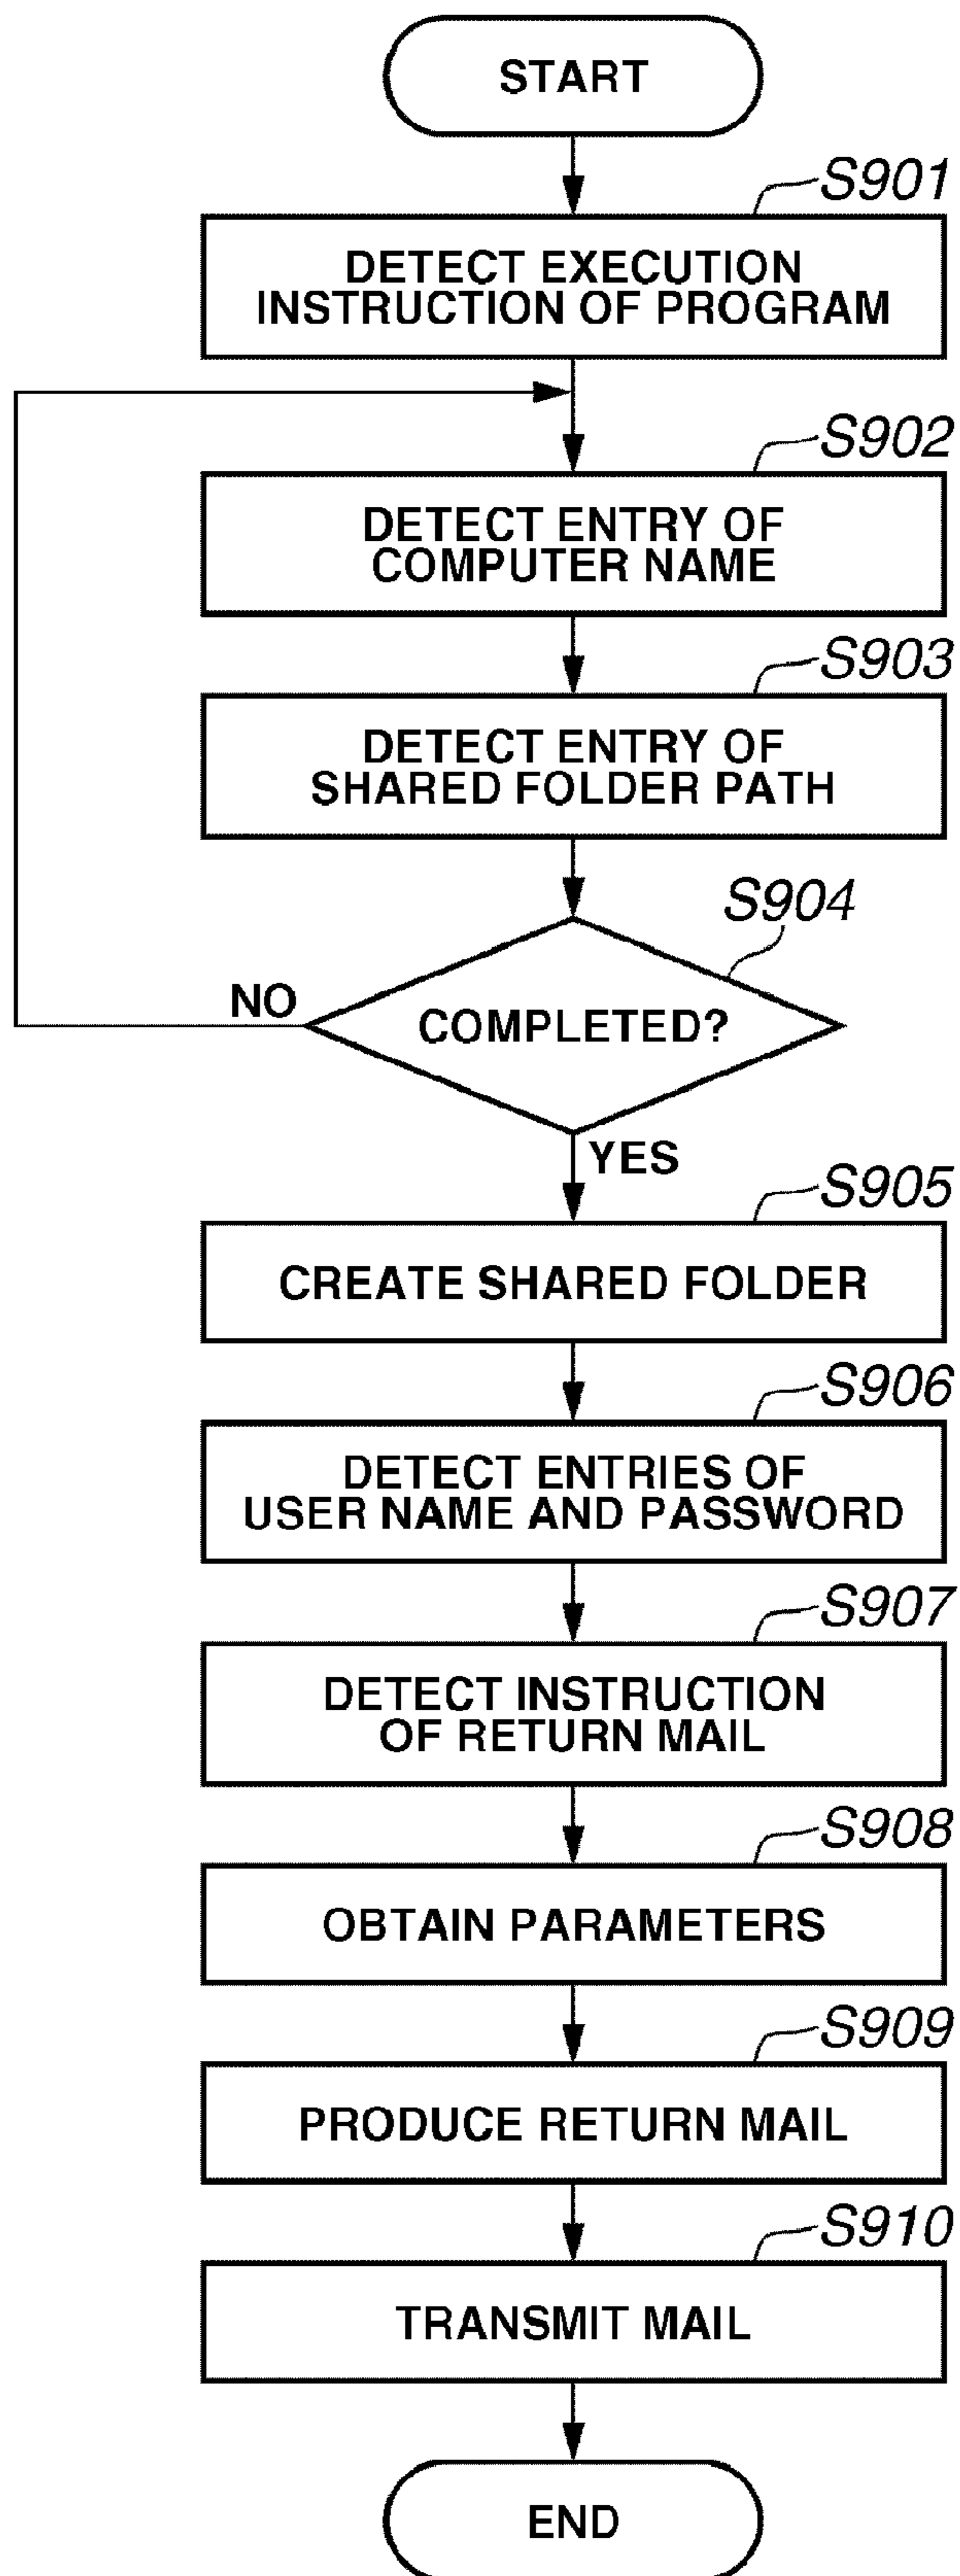 START
S901
DETECT EXECUTION
INSTRUCTION OF PROGRAM
S902
DETECT ENTRY OF
COMPUTER NAME
S903
DETECT ENTRY OF
SHARED FOLDER PATH
S904
NO
COMPLETED?
YES
S905
CREATE SHARED FOLDER
S906
DETECT ENTRIES OF
USER NAME AND PASSWORD
S907
DETECT INSTRUCTION
OF RETURN MAIL
S908
OBTAIN PARAMETERS
S909
PRODUCE RETURN MAIL
S910
TRANSMIT MAIL
END